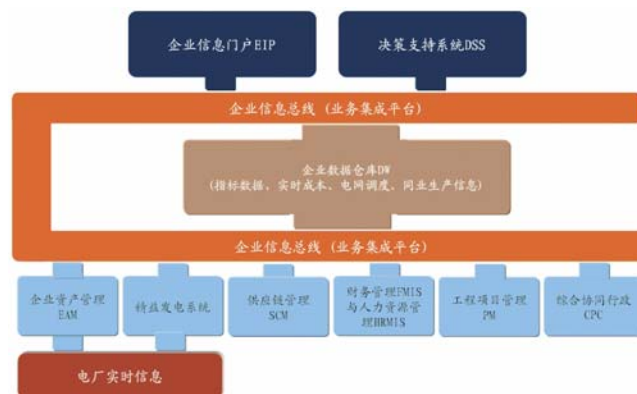 企业信息门户EIP
决策支持系统DSS
企业信息总线（业务集成平台）
企业数据仓库DW
(指标数据、实时成本、电网调度、同业生产信息)
企业信息总线（业务集成平台）
企业资产管理
EAM
精益发电系统
供应链管理
SCM
财务管理FMIS
与人力资源管
理HRMIS
工程项目管理
PM
综合协同行政
CPC
电厂实时信息